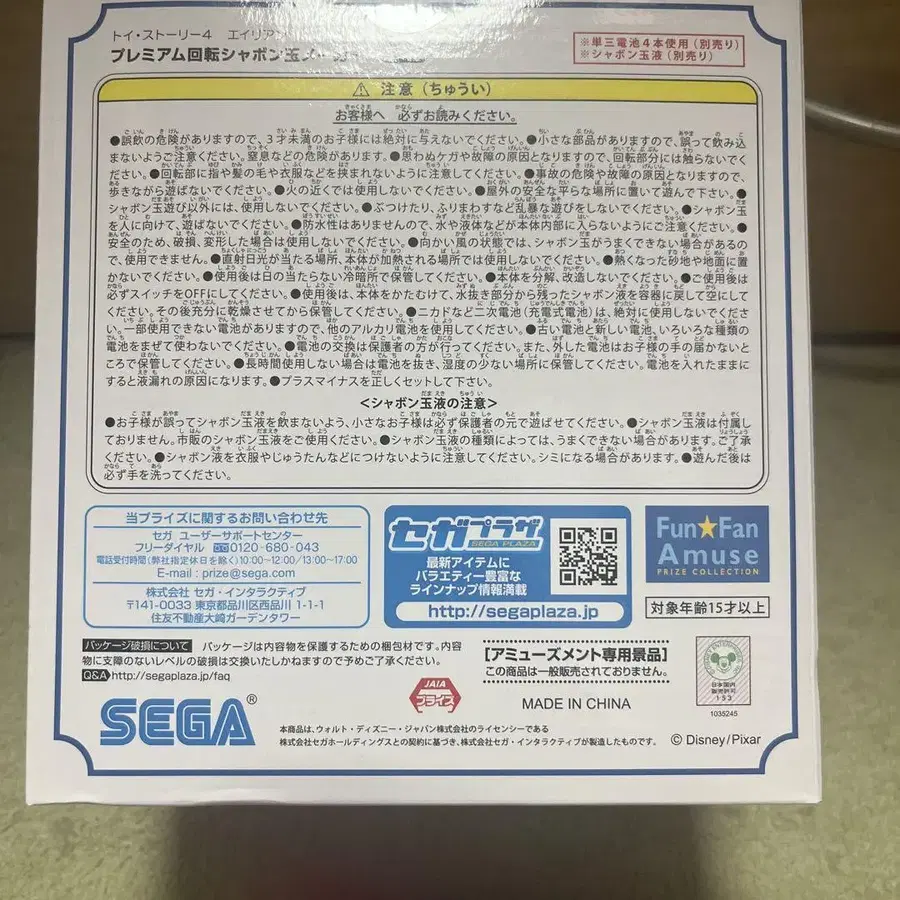 トイ・ストーリー4 エイリアン
プレミアム回転シャボン玉メーカー
※単三電池4本使用(別売り)
※シャボン玉液(別売り)
⚠ 注意(ちゅうい)
お客様へ 必ずお読みください。
●誤飲の危険がありますので、3才未満のお子様には絶対に与えないでください。●小さな部品がありますので、誤って飲み込
まないようご注意ください。窒息などの危険があります。●思わぬケガや故障の原因となりますので、回転部分には触らないでく
ださい。●回転部に指や髪の毛や衣服などを挟まれないように注意してください。●事故の危険や故障の原因となりますので、
歩きながら遊ばないでください。●火の近くでは使用しないでください。●屋外の安全な平らな場所に置いて遊んで下さい。●
シャボン玉遊び以外には、使用しないでください。●ぶつけたり、ふりまわすなど乱暴な遊びをしないでください。●シャボン玉
を人に向けて、遊ばないでください。●防水性はありませんので、水や液体などが本体内部に入らないようにご注意ください。●
安全のため、破損、変形した場合は使用しないでください。●向かい風の状態では、シャボン玉がうまくできない場合があるの
で、使用できません。●直射日光が当たる場所、本体が加熱される場所では使用しないでください。●熱くなった砂地や地面に置
かないでください。●使用後は日の当たらない冷暗所で保管してください。●本体を分解、改造しないでください。●ご使用後は
必ずスイッチをOFFにしてください。●使用後は、本体をかたむけて、水抜き部分から残ったシャボン液を容器に戻して空にして
ください。その後充分に乾燥させてから保管してください。●ニカドなど二次電池(充電式電池)は、絶対に使用しないでくださ
い。一部使用できない電池がありますので、他のアルカリ電池を使用してください。●古い電池と新しい電池、いろいろな種類の
電池をまぜて使わないでください。●電池の交換は保護者の方が行ってください。また、外した電池はお子様の手の届かないと
ころで保管してください。●長時間使用しない場合は電池を抜き、湿度の少ない場所に保管してください。電池を入れたままに
すると液漏れの原因になります。●プラスマイナスを正しくセットして下さい。
<シャボン玉液の注意>
●お子様が誤ってシャボン玉液を飲まないよう、小さなお子様は必ず保護者の元で遊ばせてください。●シャボン玉液は付属し
ておりません。市販のシャボン玉液をご使用ください。●シャボン玉液の種類によっては、うまくできない場合があります。ご了承
ください。●シャボン液を衣服やじゅうたんなどにつけないように注意してください。シミになる場合があります。●遊んだ後は
必ず手を洗ってください。
当プライズに関するお問い合わせ先
セガ ユーザーサポートセンター
フリーダイヤル 0120-680-043
電話受付時間(弊社指定休日を除く)10:00~12:00/13:00~17:00
E-mail : prize@sega.com
株式会社 セガ・インタラクティブ
〒141-0033 東京都品川区西品川 1-1-1
住友不動産大崎ガーデンタワー
セガプラザ
SEGA PLAZA
最新アイテムに
バラエティー豊富な
ラインナップ情報満載
http://segaplaza.jp
Fun★Fan
Amuse
PRIZE COLLECTION
対象年齢15才以上
パッケージ破損について パッケージは内容物を保護するための梱包材です。内容
物に支障のないレベルの破損は交換いたしかねますので予めご了承ください。
Q&A http://segaplaza.jp/faq
[アミューズメント専用景品]
この商品は一般販売されておりません。
JAIA
プライズ
MADE IN CHINA
日本国内
販売許可
153
1035245
SEGA®
本商品は、ウォルト・ディズニー・ジャパン株式会社のライセンシーである
株式会社セガホールディングスとの契約に基づき、株式会社セガ・インタラクティブが製造したものです。
© Disney/Pixar